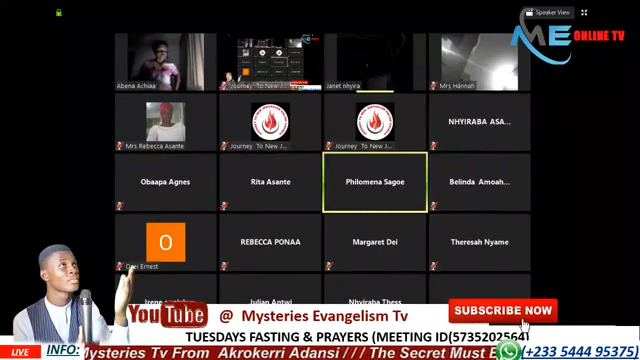 Speaker View
ME ONLINE TV
Abena Achiaa
Journey To New J...
Janet nhyira
Mrs Hannah
Mrs Rebecca Asante
Journey To New J...
Journey To New J...
NHYIRABA ASA...
Obaapa Agnes
Rita Asante
Philomena Sagoe
Belinda Amoah...
O
Osei Ernest
REBECCA PONAA
Margaret Dei
Theresah Nyame
Julian Antwi
Nhyiraba Thess
YouTube @ Mysteries Evangelism Tv
SUBSCRIBE NOW
TUESDAYS FASTING & PRAYERS (MEETING ID(5735202564)
LIVE
INFO:
Mysteries Tv From Akrokerri Adansi /// The Secret Must
(+233 5444 95375